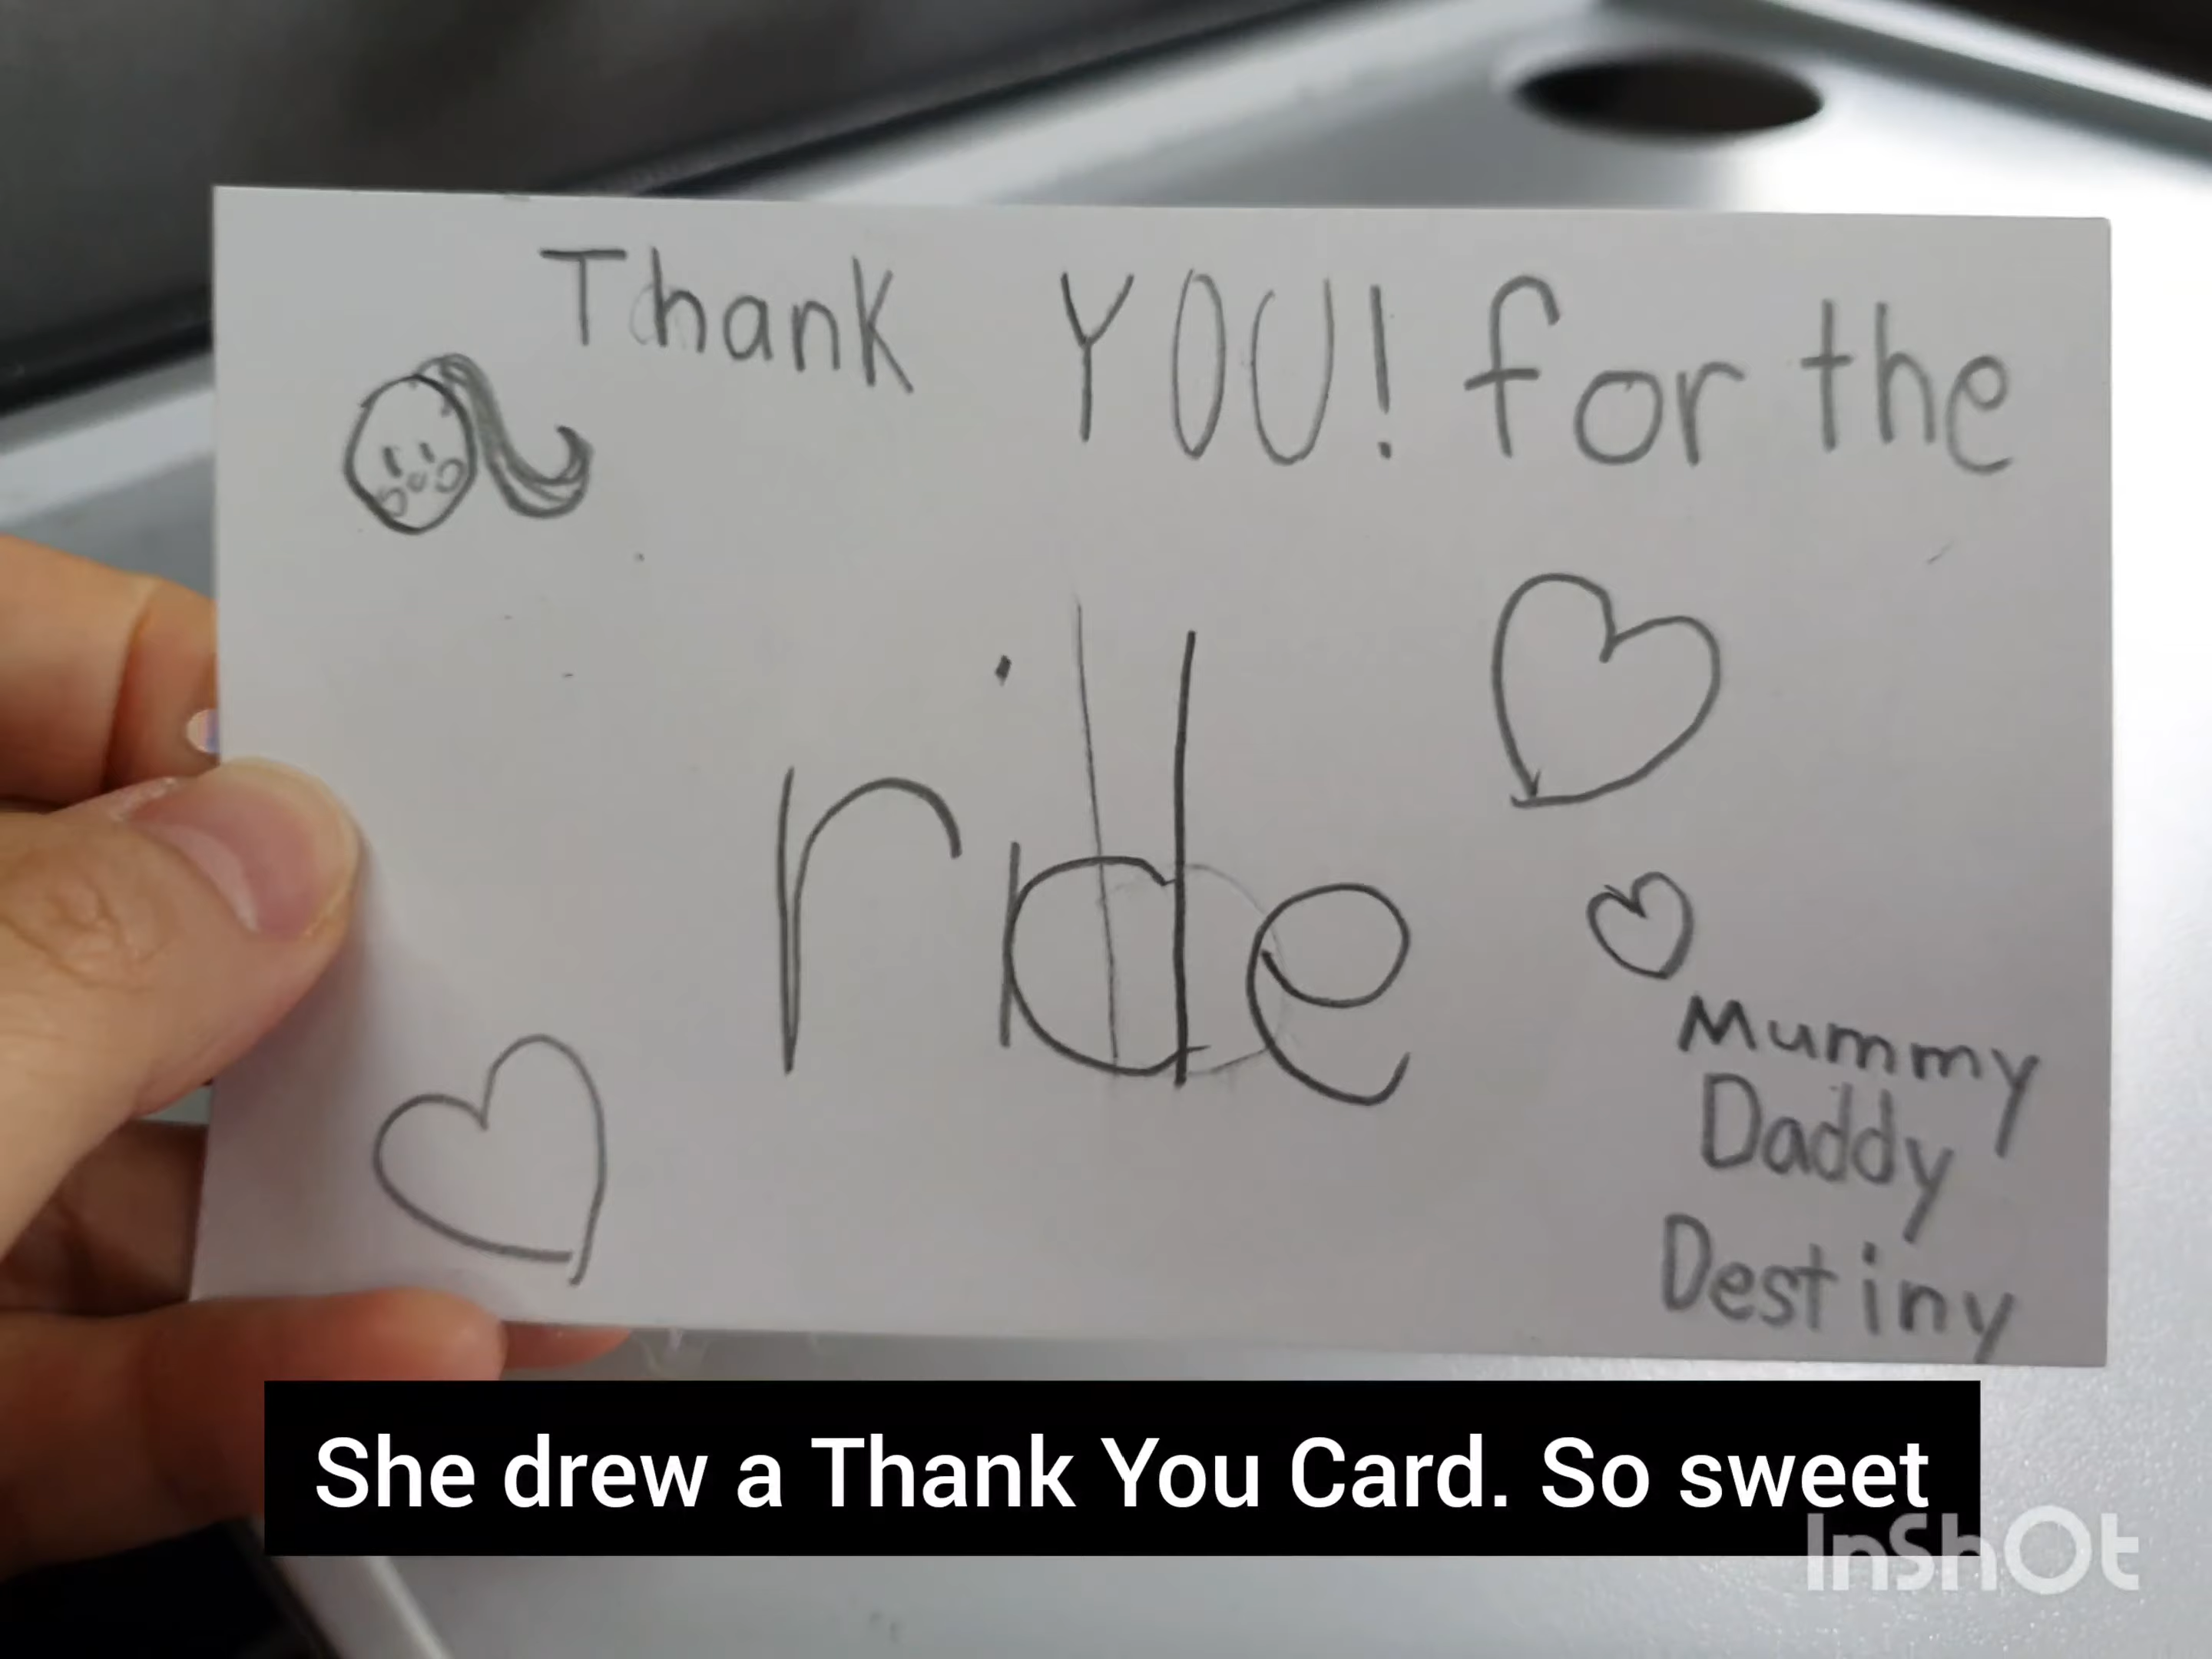 Thank YOU! for the
ride
Mummy
Daddy
Destiny
She drew a Thank You Card. So sweet
InShOt